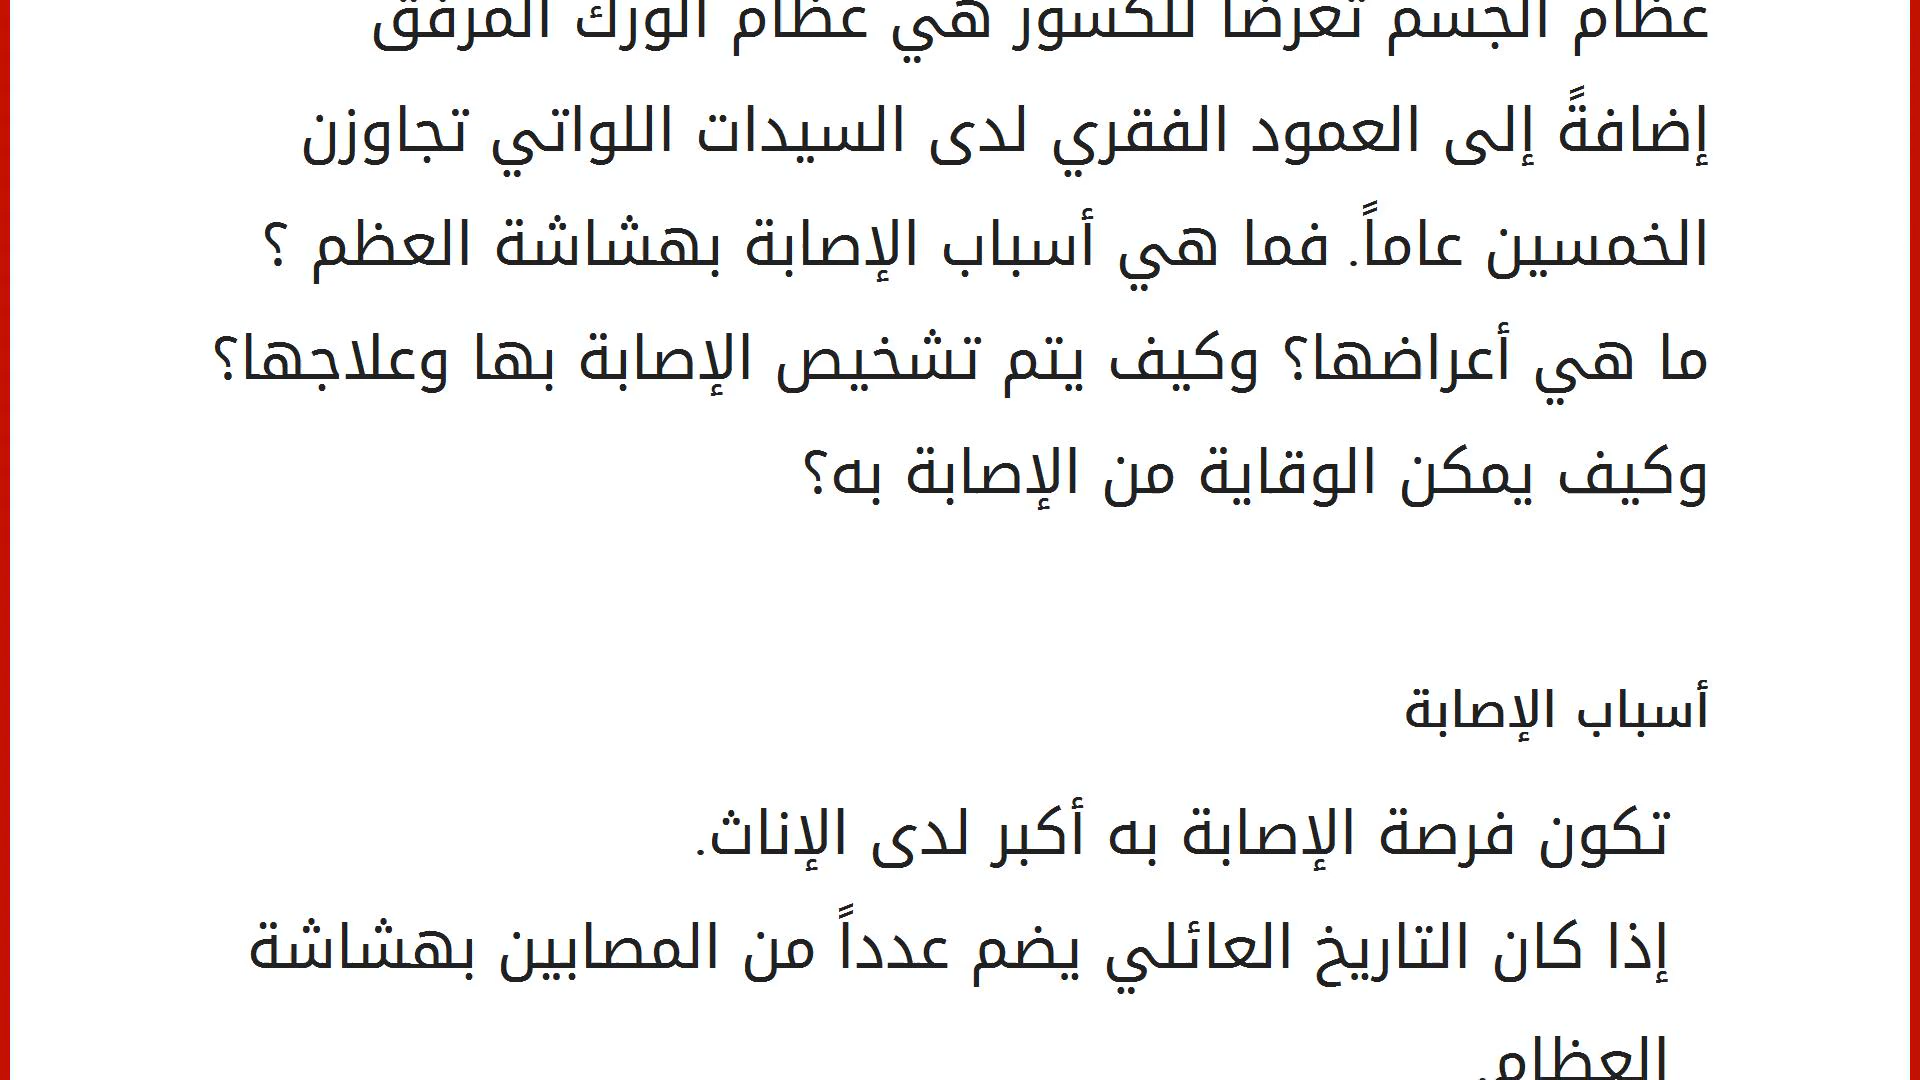 عظام الجسم تعرضا للكسور هي عظام الورك المرفق
إضافةً إلى العمود الفقري لدى السيدات اللواتي تجاوزن
الخمسين عاماً. فما هي أسباب الإصابة بهشاشة العظم ؟
ما هي أعراضها؟ وكيف يتم تشخيص الإصابة بها وعلاجها؟
وكيف يمكن الوقاية من الإصابة به؟
أسباب الإصابة
تكون فرصة الإصابة به أكبر لدى الإناث.
إذا كان التاريخ العائلي يضم عدداً من المصابين بهشاشة
العظام.